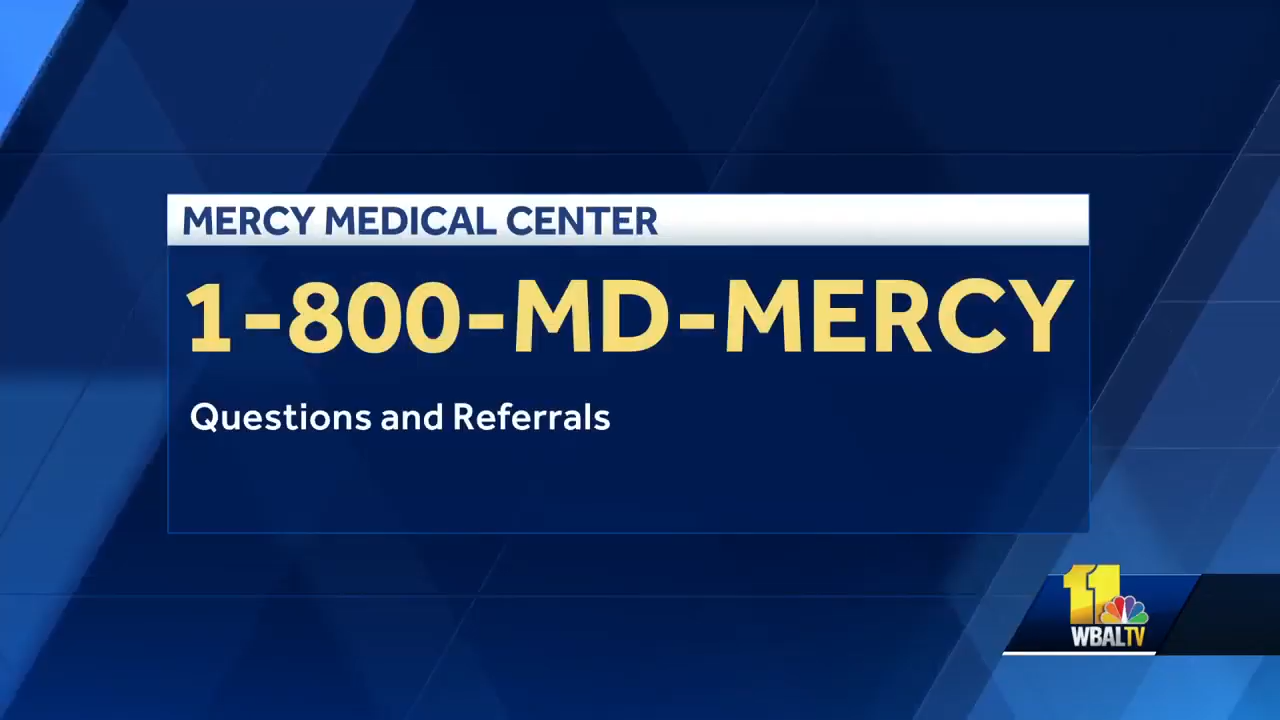 MERCY MEDICAL CENTER
1-800-MD-MERCY
Questions and Referrals
11
WBALTV